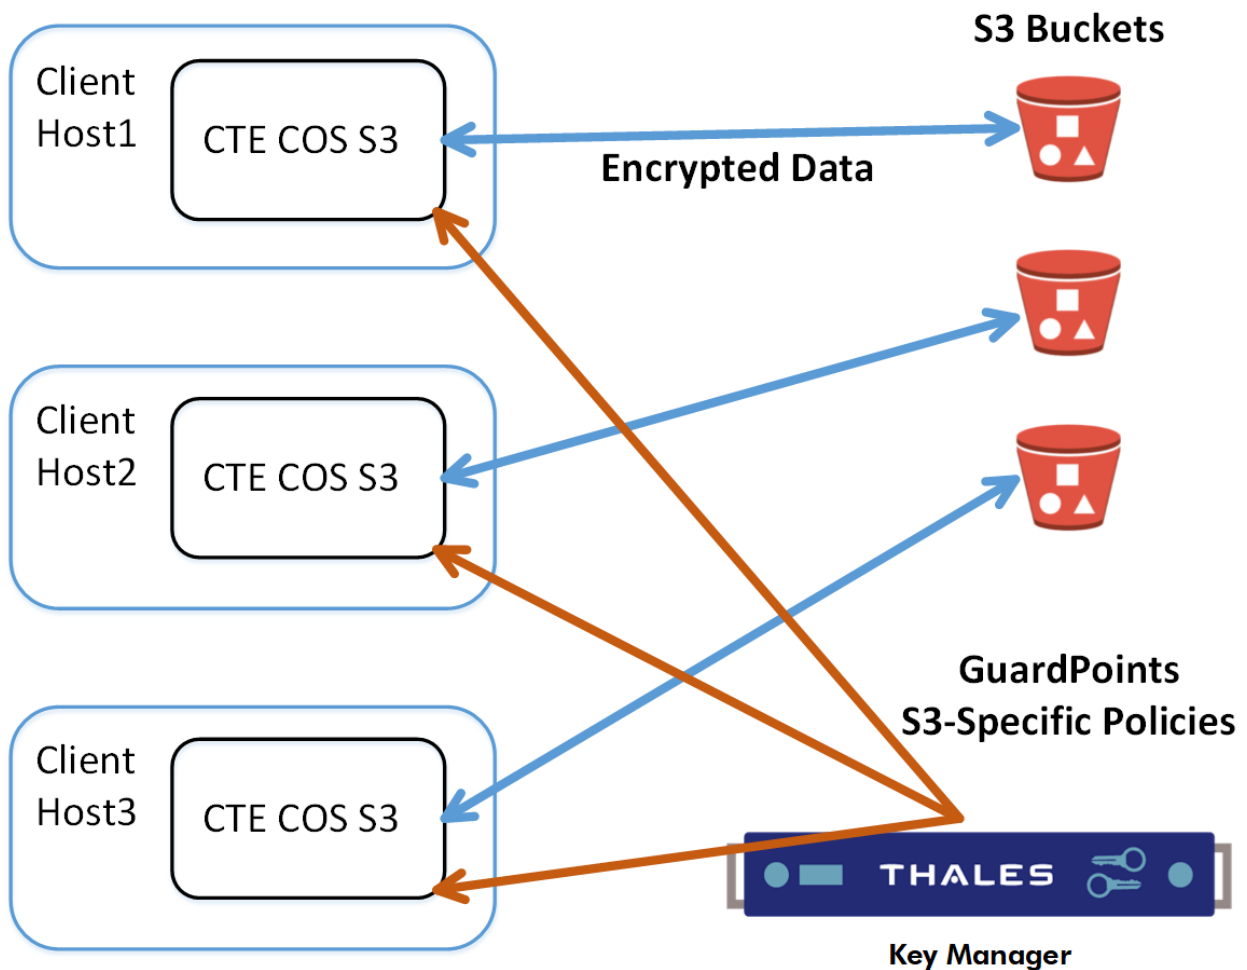 S3 Buckets
Client
Host1
CTE COS S3
Encrypted Data
Client
Host2
CTE COS S3
GuardPoints
S3-Specific Policies
Client
Host3
CTE COS S3
THALES
Key Manager